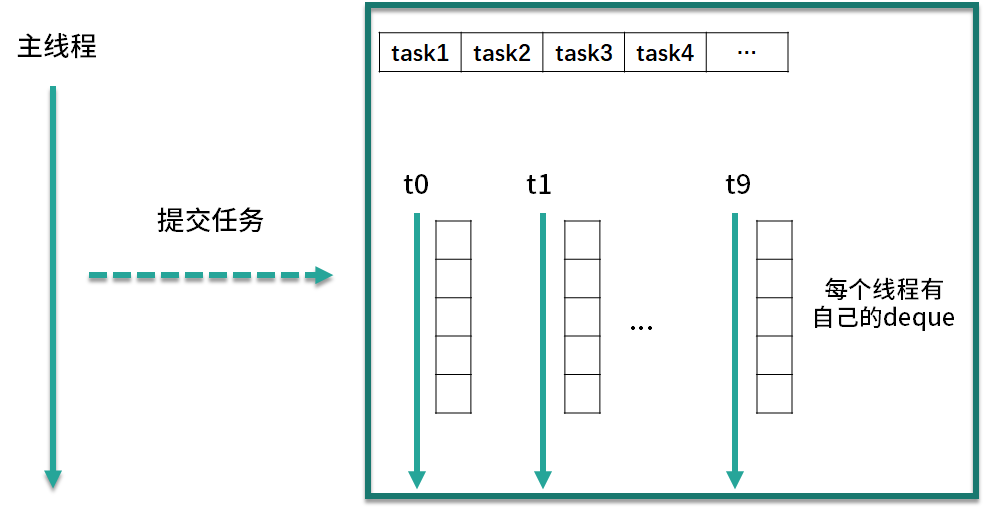 主线程
task1 task2 task3 task4 …
t0 t1 t9
提交任务
…
每个线程有
自己的deque